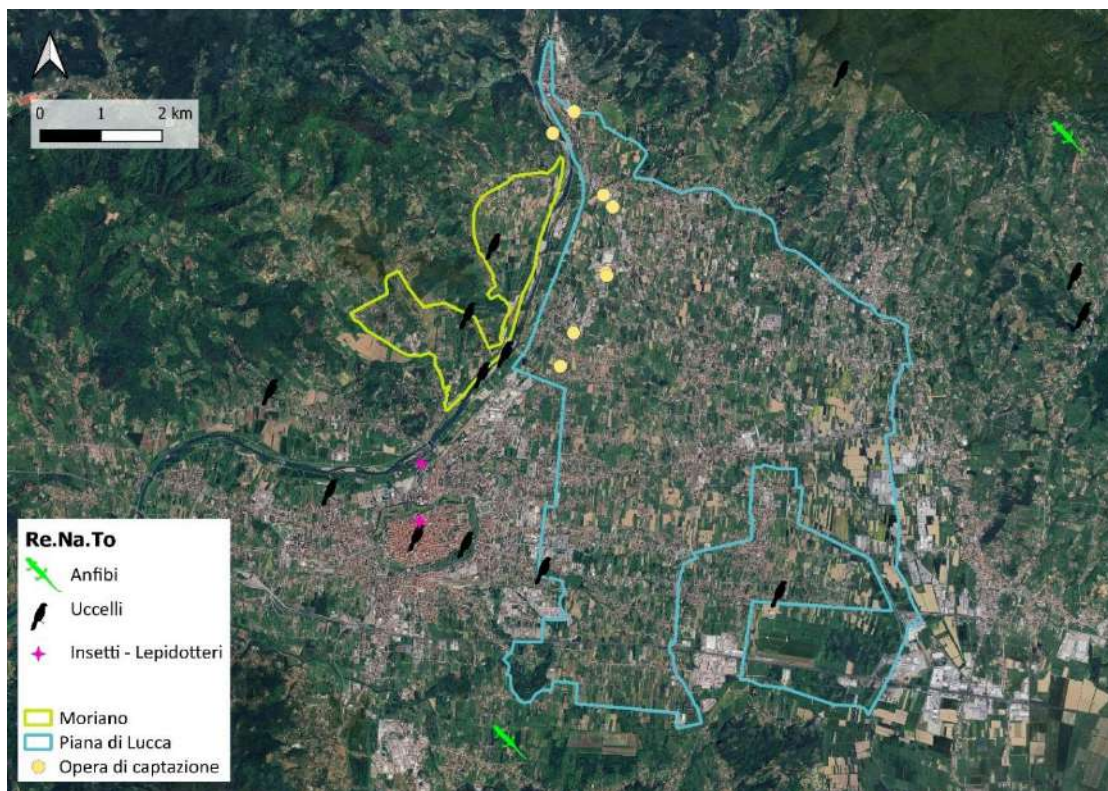 0 1 2 km
Re.Na.To
Anfibi
Uccelli
Insetti - Lepidotteri
Moriano
Piana di Lucca
Opera di captazione